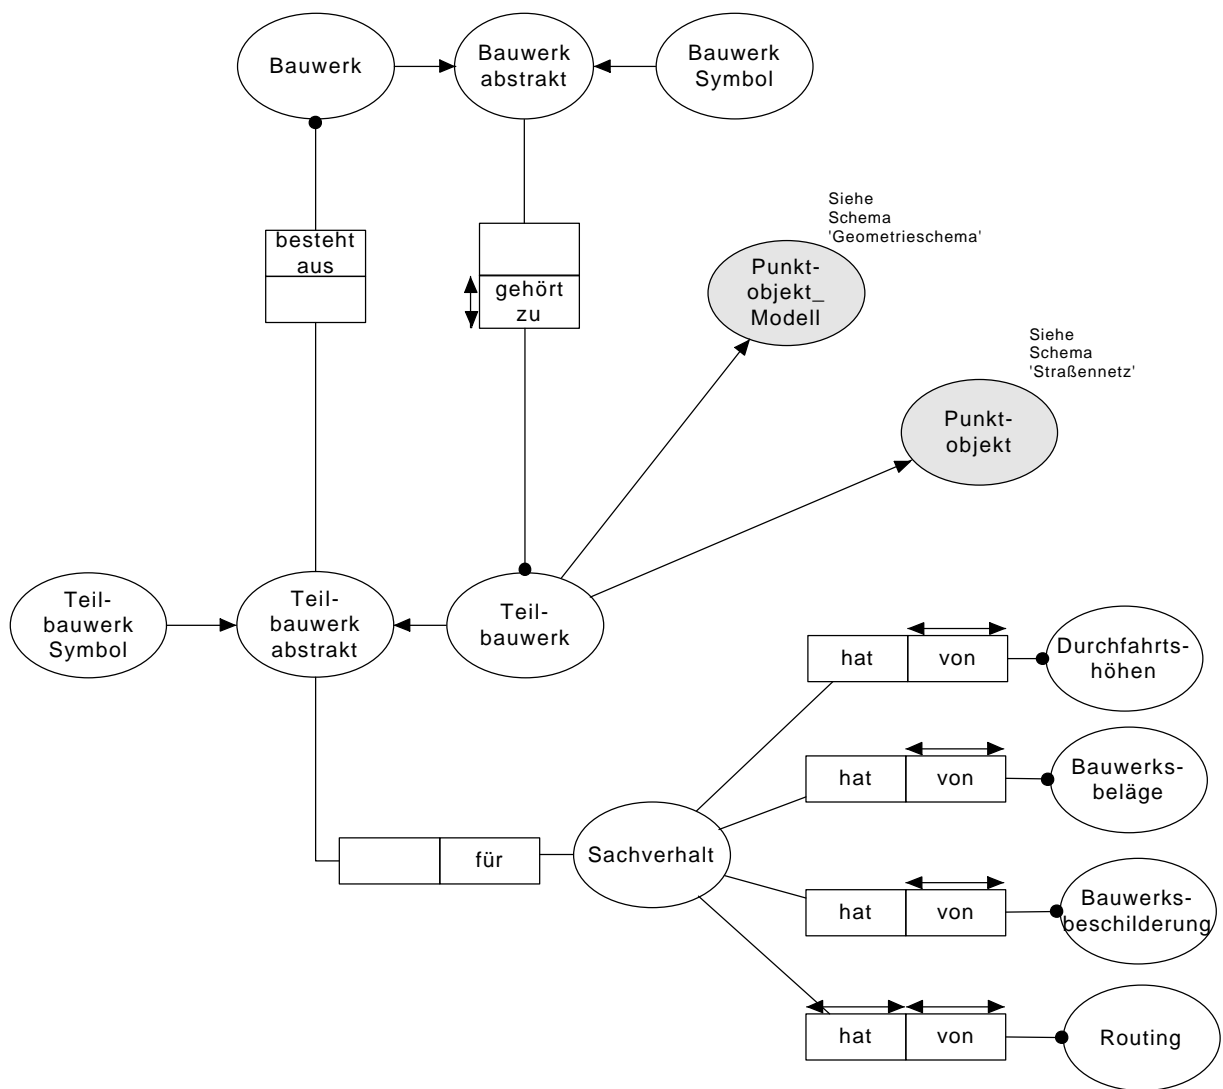 Bauwerk
Bauwerk
abstrakt
Bauwerk
Symbol
besteht
aus
gehört
zu
Siehe
Schema
'Geometrieschema'
Punkt-
objekt_
Modell
Siehe
Schema
'Straßennetz'
Punkt-
objekt
Teil-
bauwerk
Symbol
Teil-
bauwerk
abstrakt
Teil-
bauwerk
hat
von
Durchfahrts-
höhen
hat
von
Bauwerks-
beläge
für
Sachverhalt
hat
von
Bauwerks-
beschilderung
hat
von
Routing